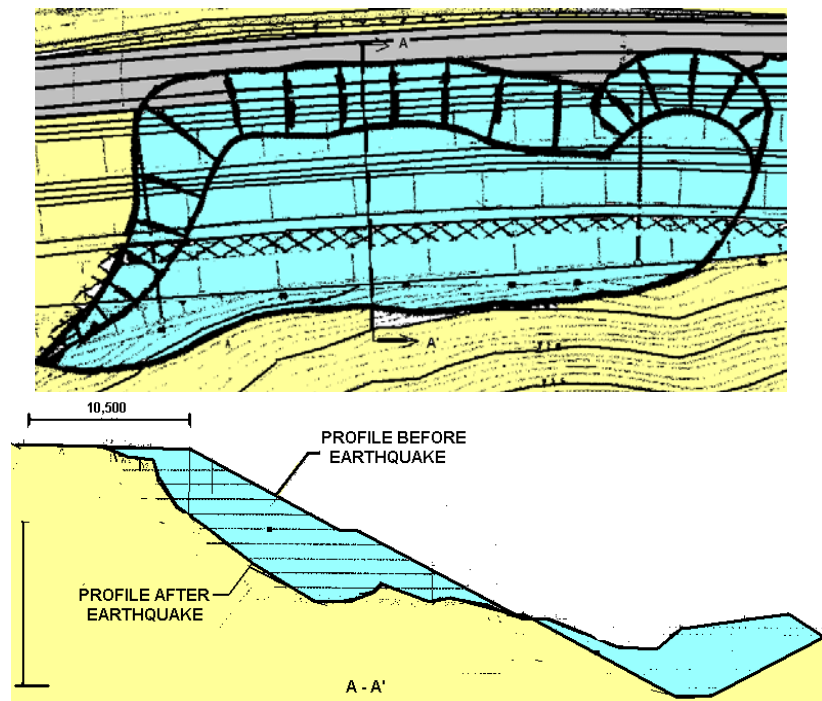 A
A'
10,500
PROFILE BEFORE
EARTHQUAKE
PROFILE AFTER
EARTHQUAKE
A - A'